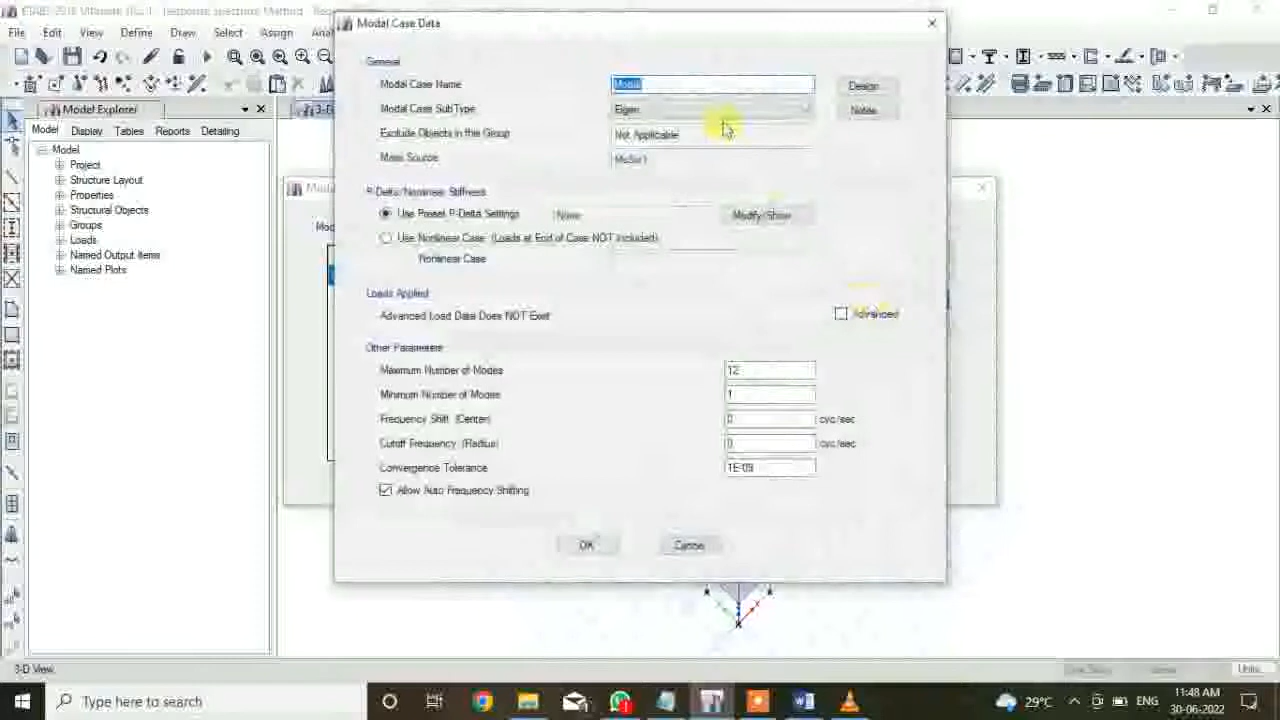 ETABS 2018 Ultimate
Response Spectrum Method
File Edit View Define Draw Select Assign
Model Explorer
Model Display Tables Reports Detailing
Model
Project
Structure Layout
Properties
Structural Objects
Groups
Loads
Named Output Items
Named Plots
Modal Case Data
General
Modal Case Name Modal Design
Modal Case SubType Eigen Notes
Exclude Objects in this Group Not Applicable
Mass Source MsSrc1
P-Delta/Nonlinear Stiffness
Use Preset P-Delta Settings None Modify/Show
Use Nonlinear Case (Loads at End of Case NOT Included)
Nonlinear Case
Loads Applied
Advanced Load Data Does NOT Exist Advanced
Other Parameters
Maximum Number of Modes 12
Minimum Number of Modes 1
Frequency Shift (Center) 0 cyc/sec
Cutoff Frequency (Radius) 0 cyc/sec
Convergence Tolerance 1E-09
Allow Auto Frequency Shifting
OK Cancel
3-D View Units...
Type here to search 29°C ENG 11:48 AM
30-06-2022